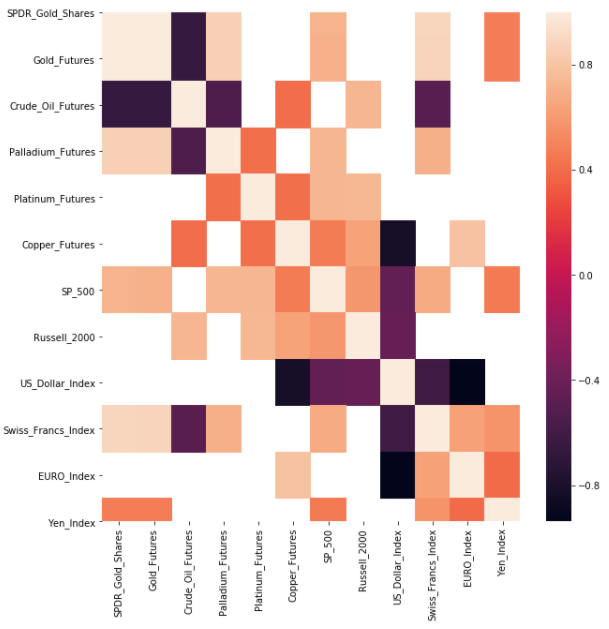 SPDR_Gold_Shares
Gold_Futures
Crude_Oil_Futures
Palladium_Futures
Platinum_Futures
Copper_Futures
SP_500
Russell_2000
US_Dollar_Index
Swiss_Francs_Index
EURO_Index
Yen_Index
SPDR_Gold_Shares
Gold_Futures
Crude_Oil_Futures
Palladium_Futures
Platinum_Futures
Copper_Futures
SP_500
Russell_2000
US_Dollar_Index
Swiss_Francs_Index
EURO_Index
Yen_Index
0.8
0.4
0.0
−0.4
−0.8